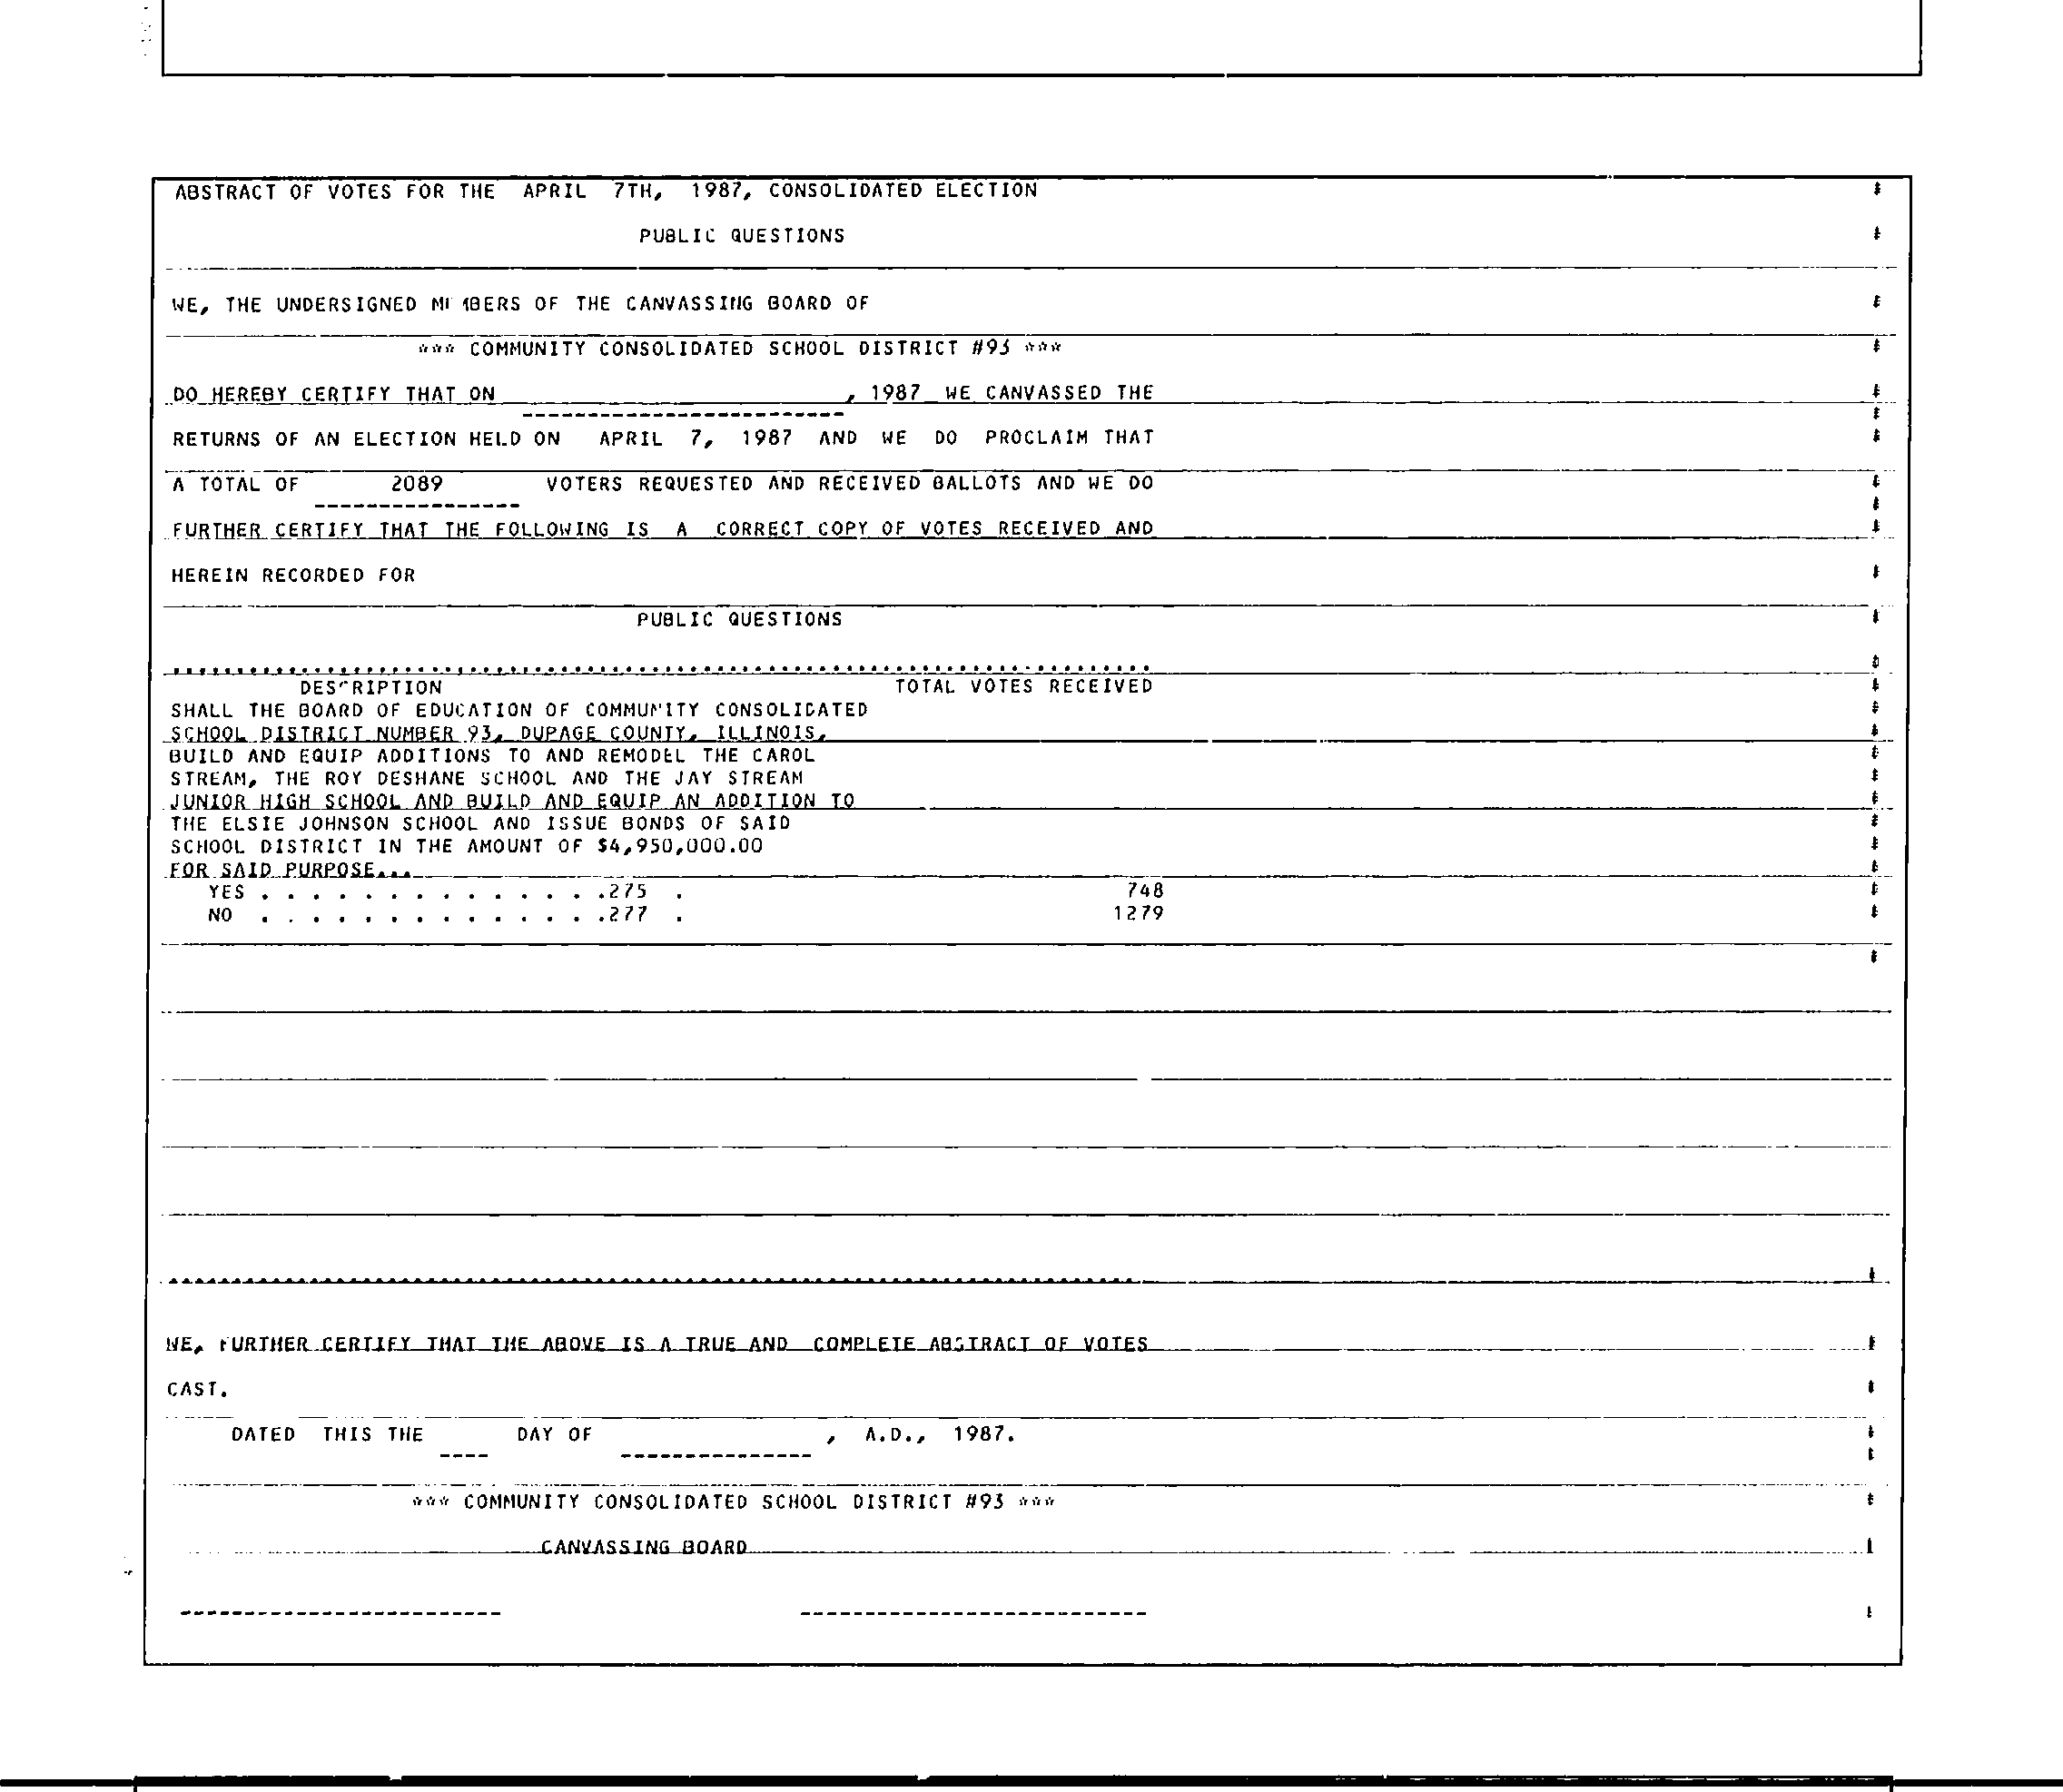 ABSTRACT OF VOTES FOR THE APRIL 7TH, 1987, CONSOLIDATED ELECTION
PUBLIC QUESTIONS
WE, THE UNDERSIGNED MEMBERS OF THE CANVASSING BOARD OF
*** COMMUNITY CONSOLIDATED SCHOOL DISTRICT #93 ***
DO HEREBY CERTIFY THAT ON , 1987 WE CANVASSED THE
------------------------
RETURNS OF AN ELECTION HELD ON APRIL 7, 1987 AND WE DO PROCLAIM THAT
A TOTAL OF 2089 VOTERS REQUESTED AND RECEIVED BALLOTS AND WE DO
----------------
FURTHER CERTIFY THAT THE FOLLOWING IS A CORRECT COPY OF VOTES RECEIVED AND
HEREIN RECORDED FOR
PUBLIC QUESTIONS
DESCRIPTION TOTAL VOTES RECEIVED
SHALL THE BOARD OF EDUCATION OF COMMUNITY CONSOLIDATED
SCHOOL DISTRICT NUMBER 93, DUPAGE COUNTY, ILLINOIS,
BUILD AND EQUIP ADDITIONS TO AND REMODEL THE CAROL
STREAM, THE ROY DESHANE SCHOOL AND THE JAY STREAM
JUNIOR HIGH SCHOOL AND BUILD AND EQUIP AN ADDITION TO
THE ELSIE JOHNSON SCHOOL AND ISSUE BONDS OF SAID
SCHOOL DISTRICT IN THE AMOUNT OF $4,950,000.00
FOR SAID PURPOSE...
YES . . . . . . . . . . . . . .275 . 748
NO . . . . . . . . . . . . . .277 . 1279
WE, FURTHER CERTIFY THAT THE ABOVE IS A TRUE AND COMPLETE ABSTRACT OF VOTES
CAST.
DATED THIS THE ---- DAY OF --------------- , A.D., 1987.
*** COMMUNITY CONSOLIDATED SCHOOL DISTRICT #93 ***
CANVASSING BOARD